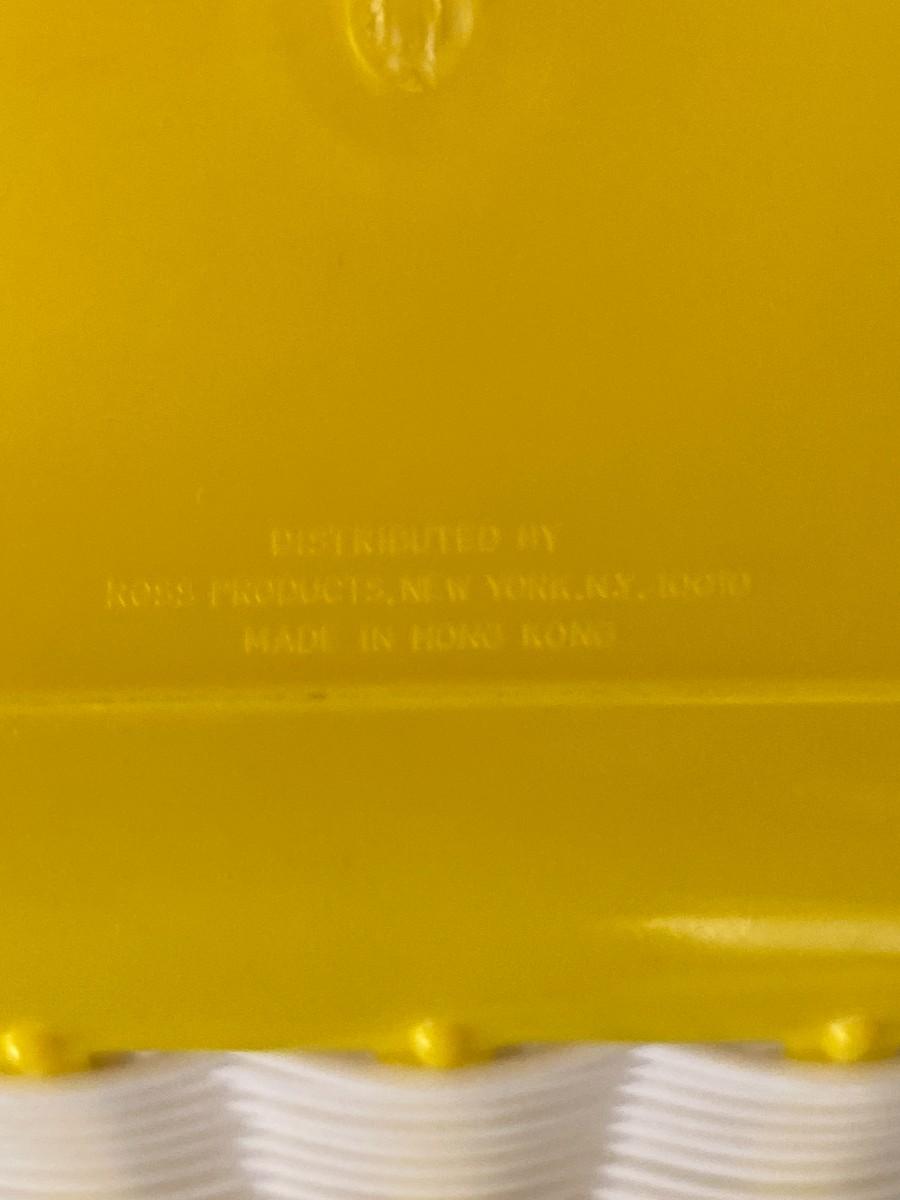 DISTRIBUTED BY
ROSS PRODUCTS, NEW YORK, N.Y. 10010
MADE IN HONG KONG